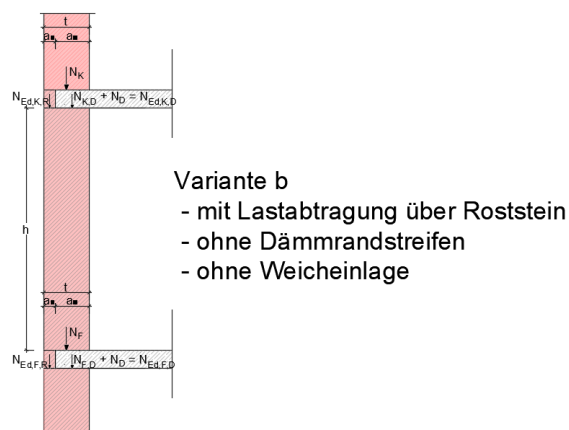 t
a■ a■
N_K
N_Ed,K,R N_K,D + N_D = N_Ed,K,D
h
Variante b
- mit Lastabtragung über Roststein
- ohne Dämmrandstreifen
- ohne Weicheinlage
t
a■ a■
N_F
N_Ed,F,R N_F,D + N_D = N_Ed,F,D